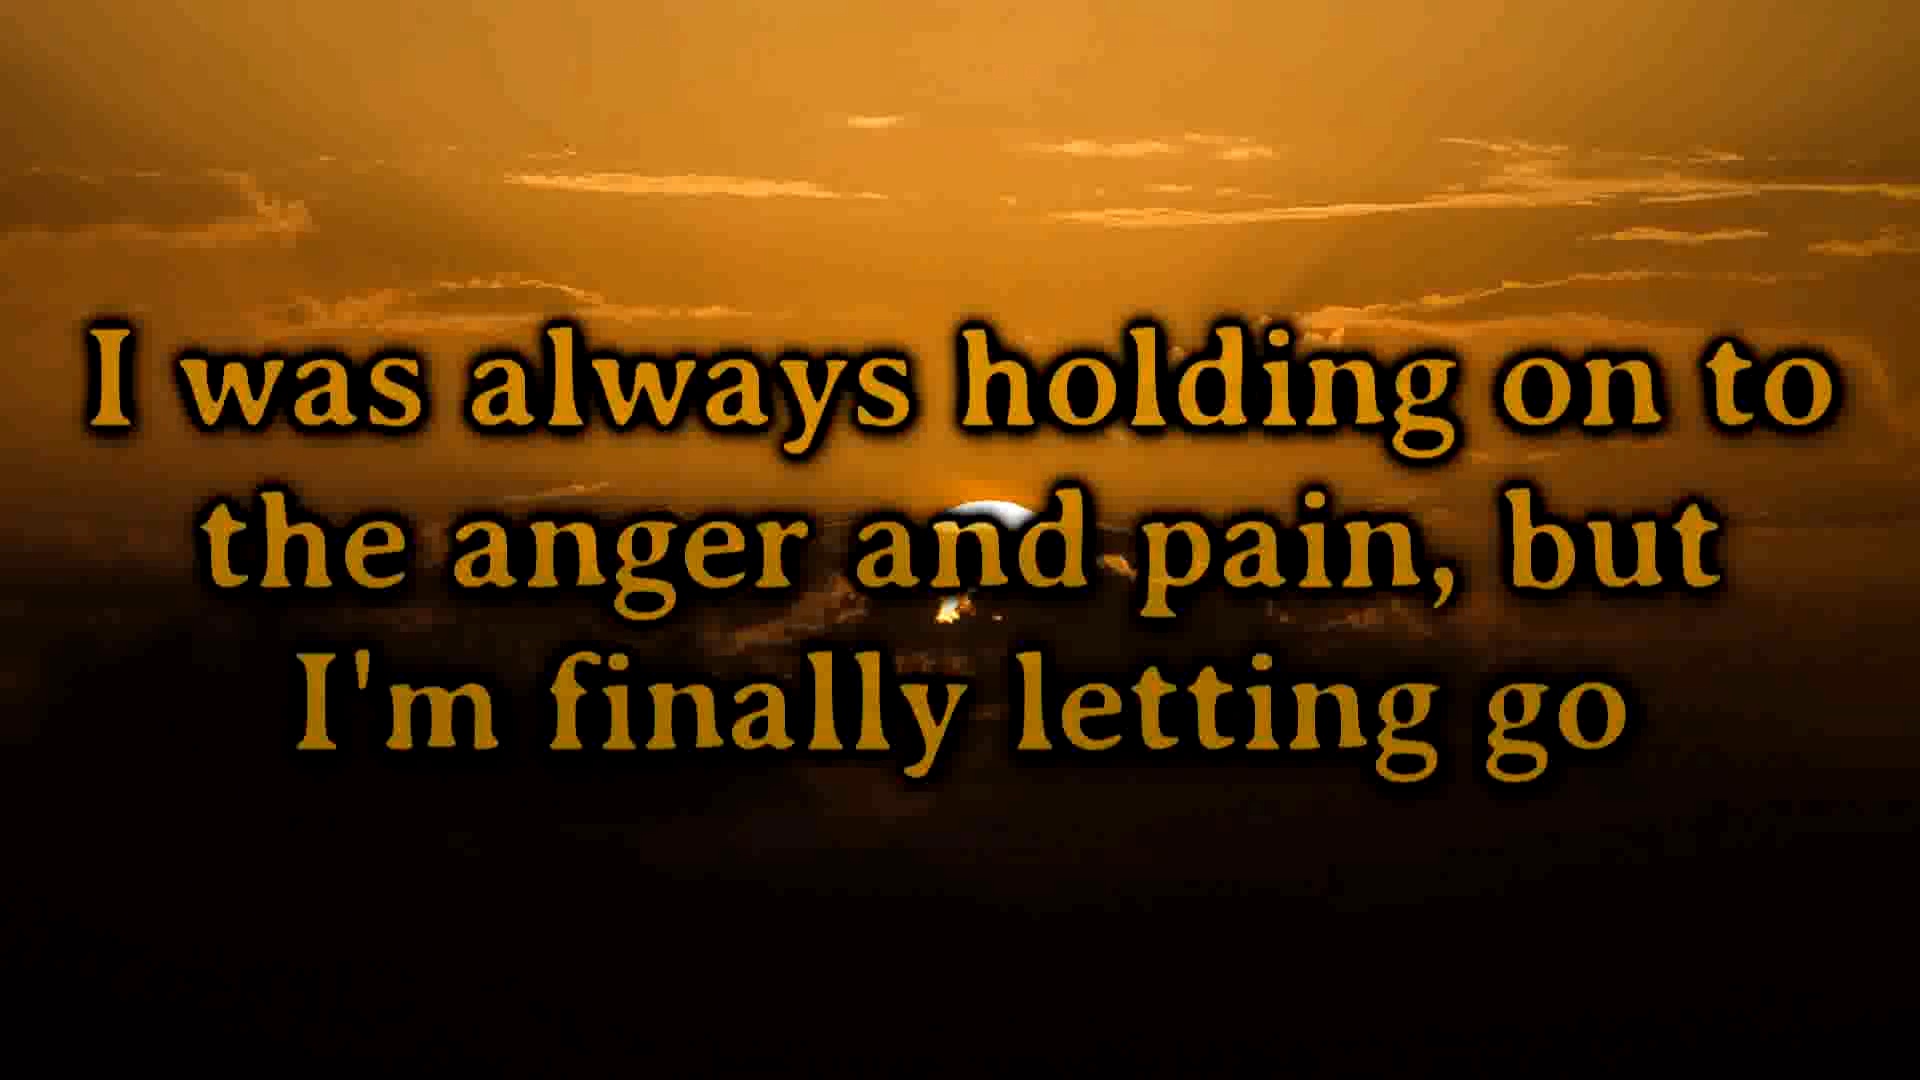 I was always holding on to
the anger and pain, but
I'm finally letting go